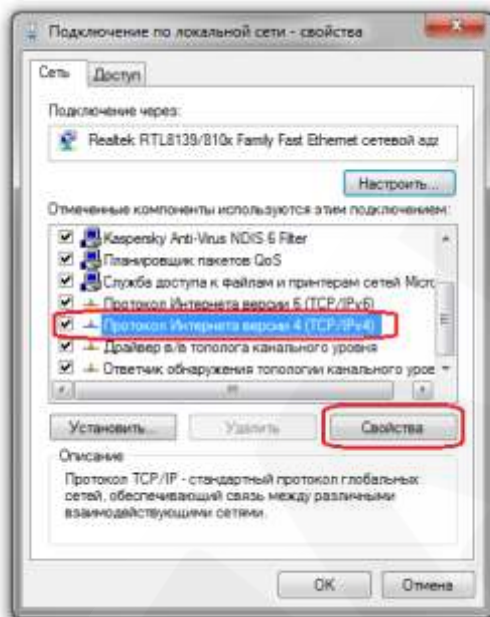 Подключение по локальной сети - свойства
Сеть
Доступ
Подключение через:
Realtek RTL8139/810x Family Fast Ethernet сетевой ада
Настроить...
Отмеченные компоненты используются этим подключением:
Kaspersky Anti-Virus NDIS 6 Filter
Планировщик пакетов QoS
Служба доступа к файлам и принтерам сетей Micro
Протокол Интернета версии 6 (TCP/IPv6)
Протокол Интернета версии 4 (TCP/IPv4)
Драйвер в/в тополога канального уровня
Ответчик обнаружения топологии канального уров
Установить...
Удалить
Свойства
Описание
Протокол TCP/IP - стандартный протокол глобальных
сетей, обеспечивающий связь между различными
взаимодействующими сетями.
OK
Отмена